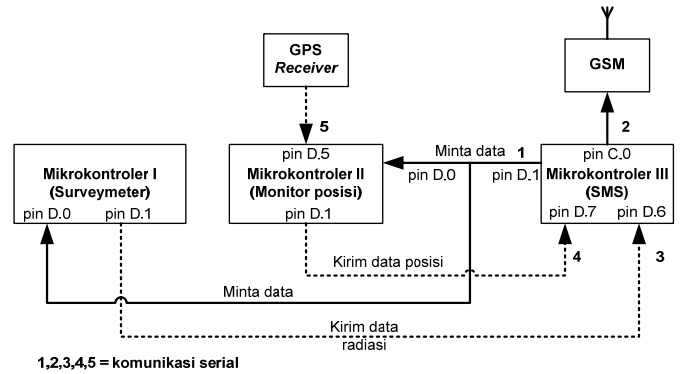 GPS
Receiver
GSM
5
2
pin D.5
Mikrokontroler II
(Monitor posisi)
pin D.1
Minta data 1
pin D.0
pin D.1
pin C.0
Mikrokontroler III
(SMS)
pin D.7 pin D.6
Mikrokontroler I
(Surveymeter)
pin D.0 pin D.1
Kirim data posisi
4
3
Minta data
Kirim data
radiasi
1,2,3,4,5 = komunikasi serial